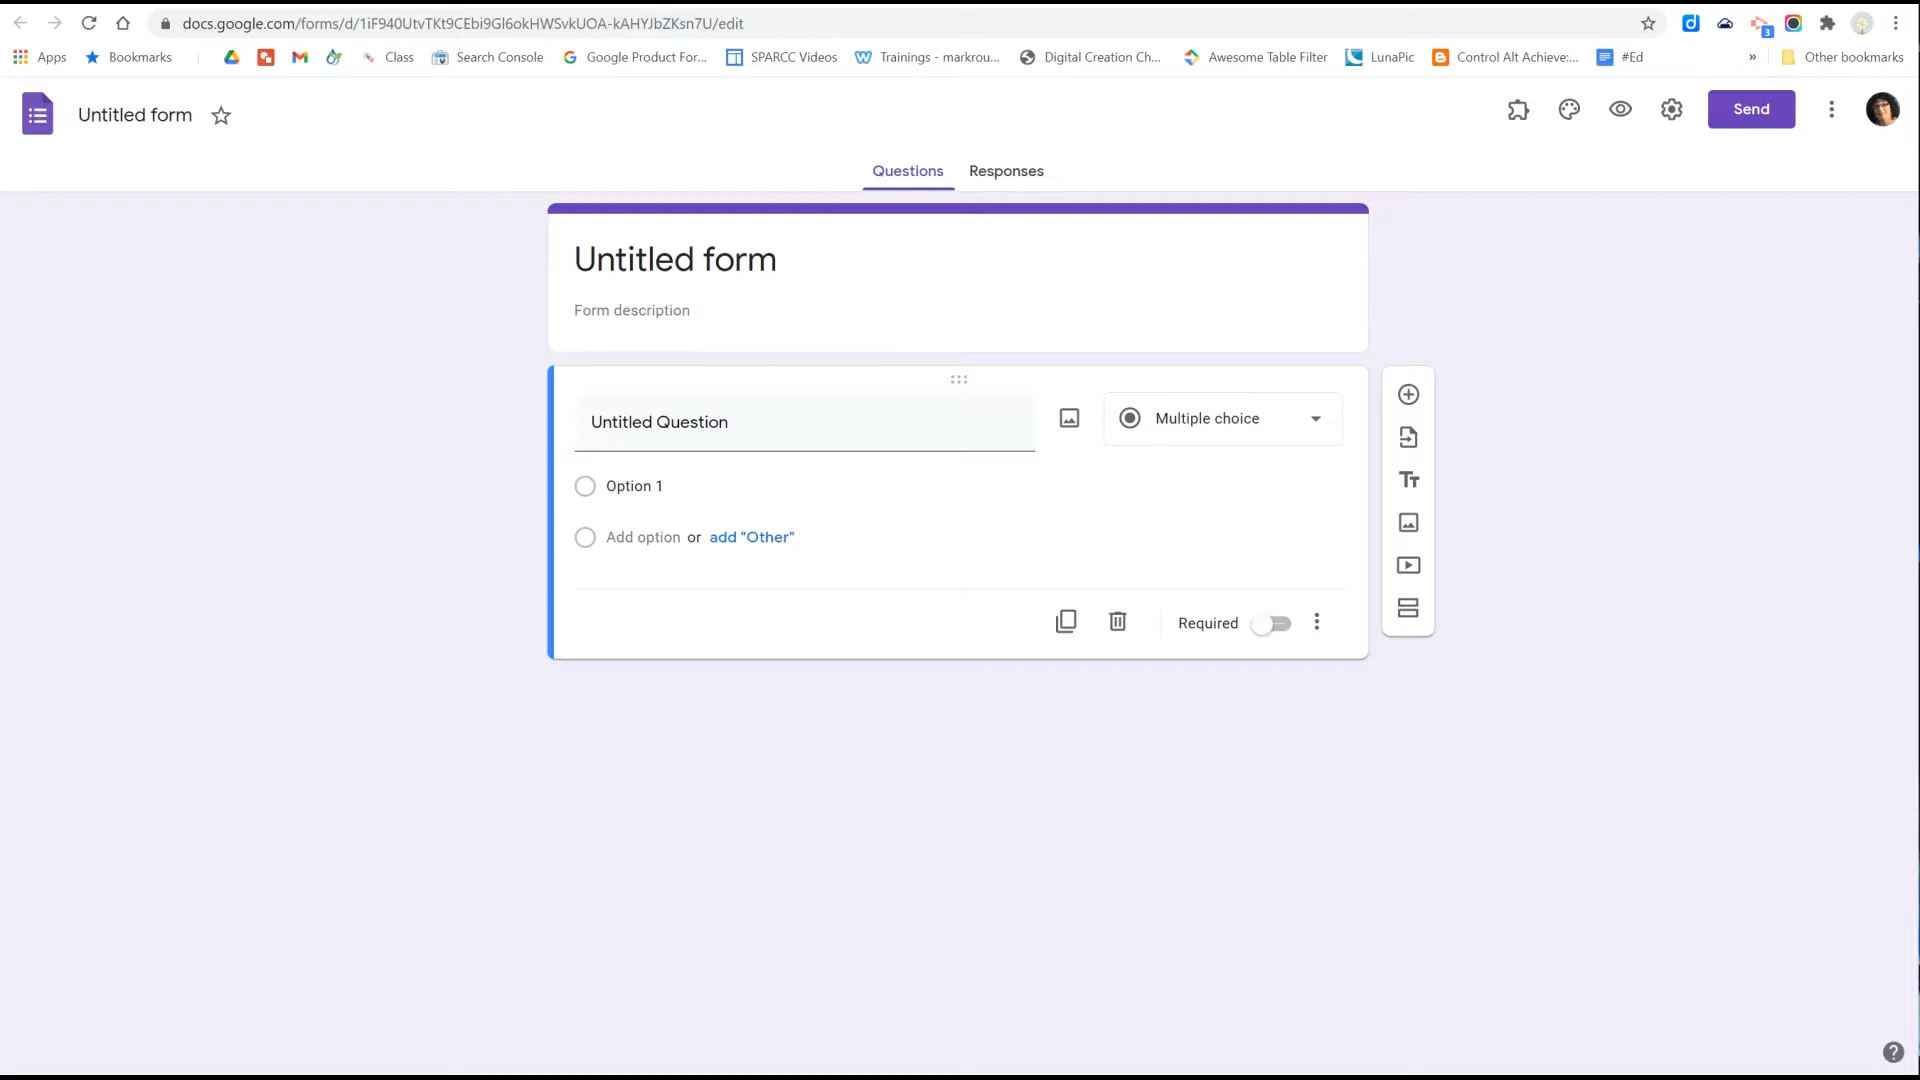 docs.google.com/forms/d/1iF940UtvTKt9CEbi9Gl6okHWSvkUOA-kAHYJbZKsn7U/edit
3
Apps
Bookmarks
Class
Search Console
Google Product For...
SPARCC Videos
Trainings - markrou...
Digital Creation Ch...
Awesome Table Filter
LunaPic
Control Alt Achieve:...
#Ed
»
Other bookmarks
Untitled form
Send
Questions
Responses
Untitled form
Form description
Untitled Question
Multiple choice
Option 1
Add option or add "Other"
Required